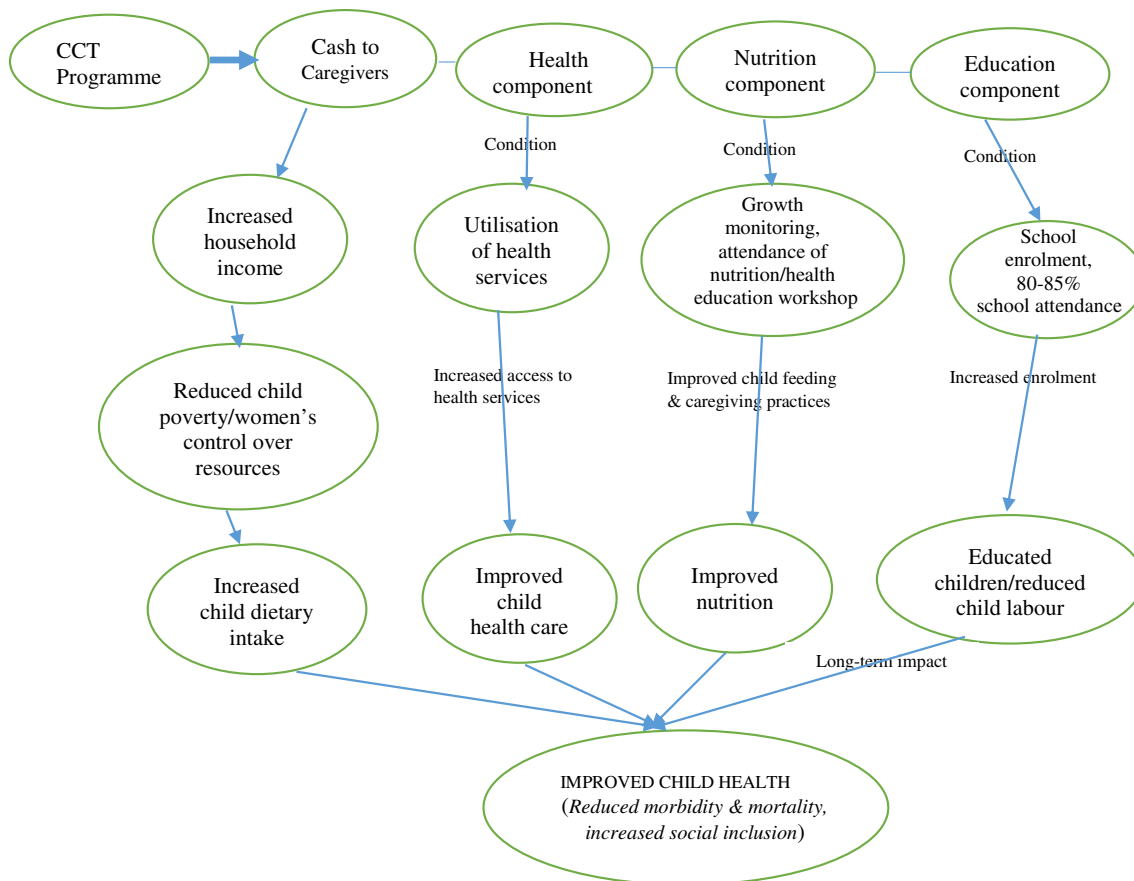 CCT
Programme
Cash to
Caregivers
Health
component
Nutrition
component
Education
component
Condition
Condition
Condition
Increased
household
income
Utilisation
of health
services
Growth
monitoring,
attendance of
nutrition/health
education workshop
School
enrolment,
80-85%
school attendance
Reduced child
poverty/women’s
control over
resources
Increased access to
health services
Improved child feeding
& caregiving practices
Increased enrolment
Increased
child dietary
intake
Improved
child
health care
Improved
nutrition
Educated
children/reduced
child labour
Long-term impact
IMPROVED CHILD HEALTH
(Reduced morbidity & mortality,
increased social inclusion)